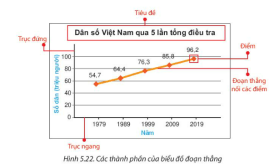 Tiêu đề
Dân số Việt Nam qua 5 lần tổng điều tra
Trục đứng
Số dân (triệu người)
100
80
60
40
20
0
54,7
64,4
76,3
85,8
96,2
Điểm
Đoạn thẳng
nối các điểm
1979 1989 1999 2009 2019
Năm
Trục ngang
Hình 5.22. Các thành phần của biểu đồ đoạn thẳng